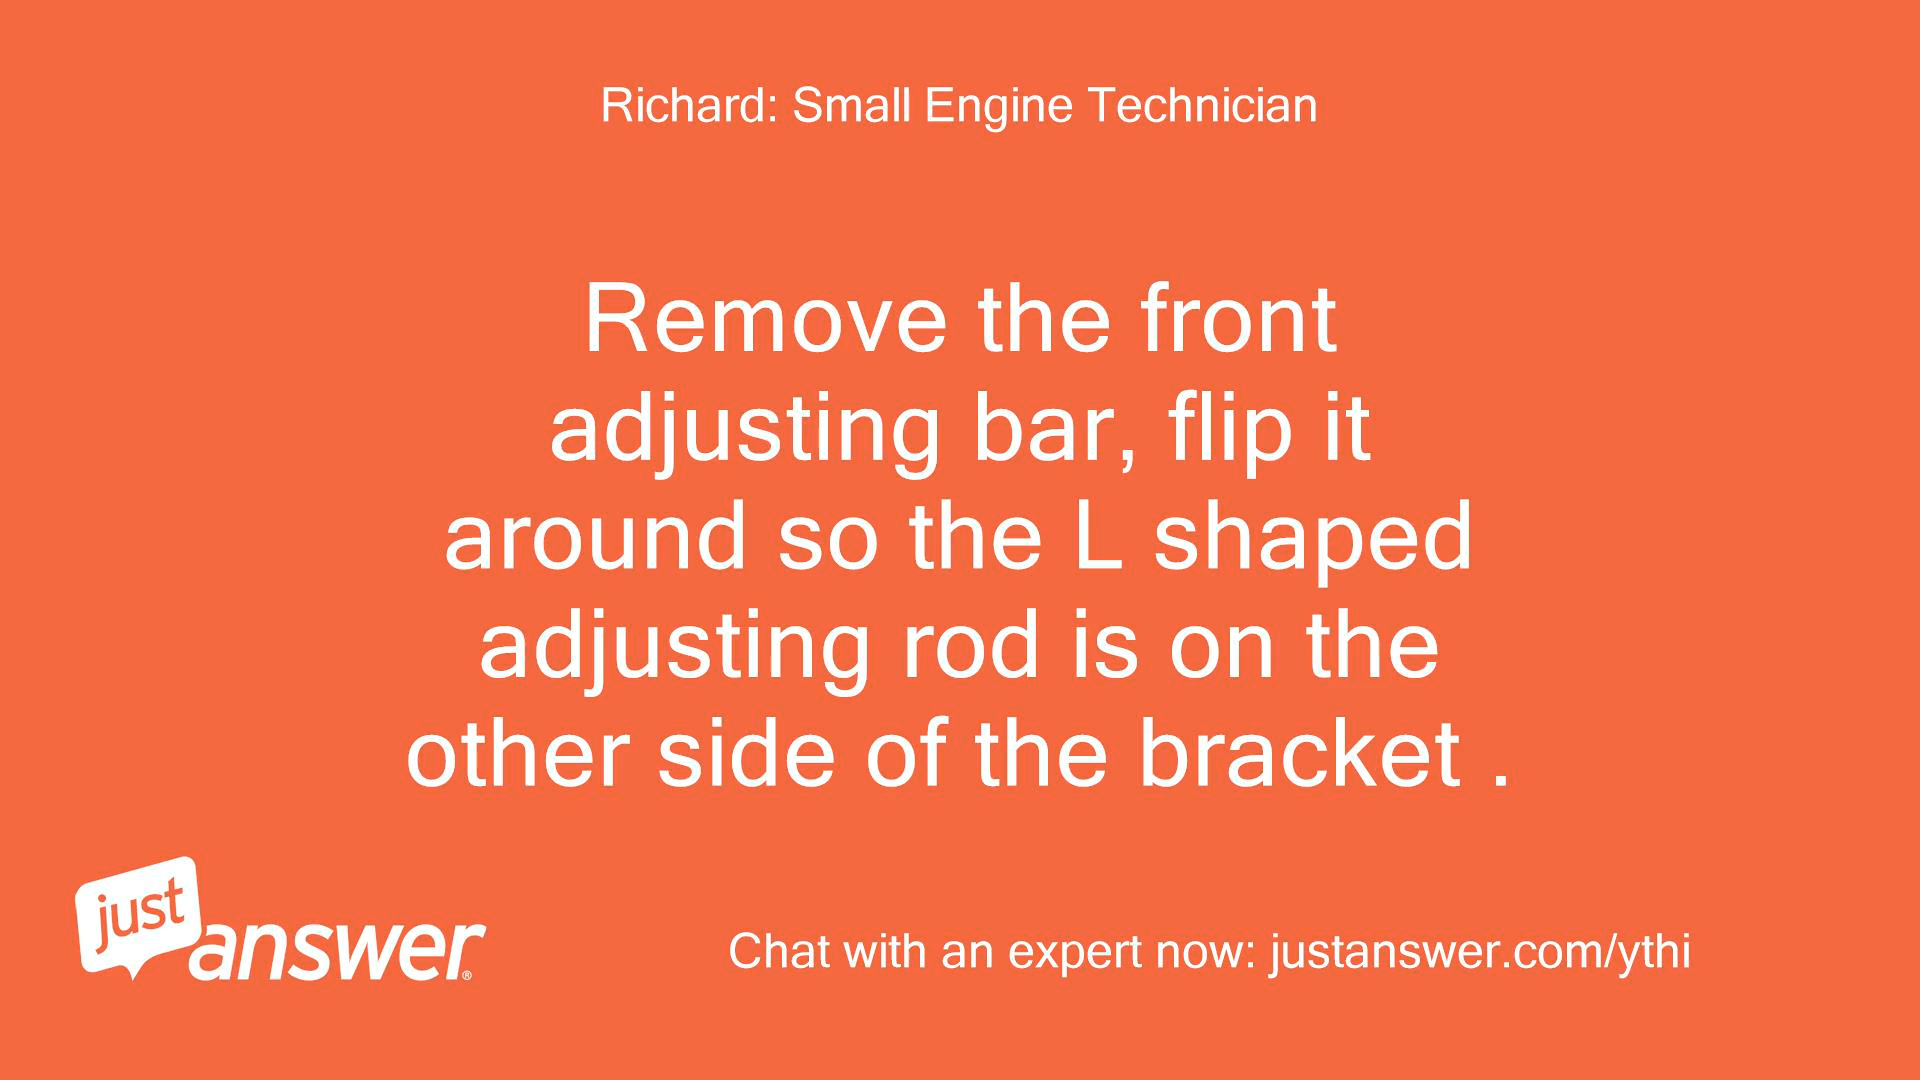 Richard: Small Engine Technician
Remove the front
adjusting bar, flip it
around so the L shaped
adjusting rod is on the
other side of the bracket .
just
answer®
Chat with an expert now: justanswer.com/ythi